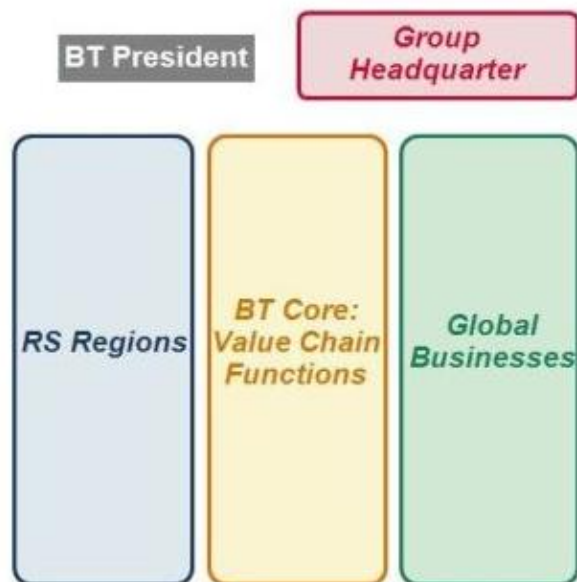 BT President
Group
Headquarter
RS Regions
BT Core:
Value Chain
Functions
Global
Businesses